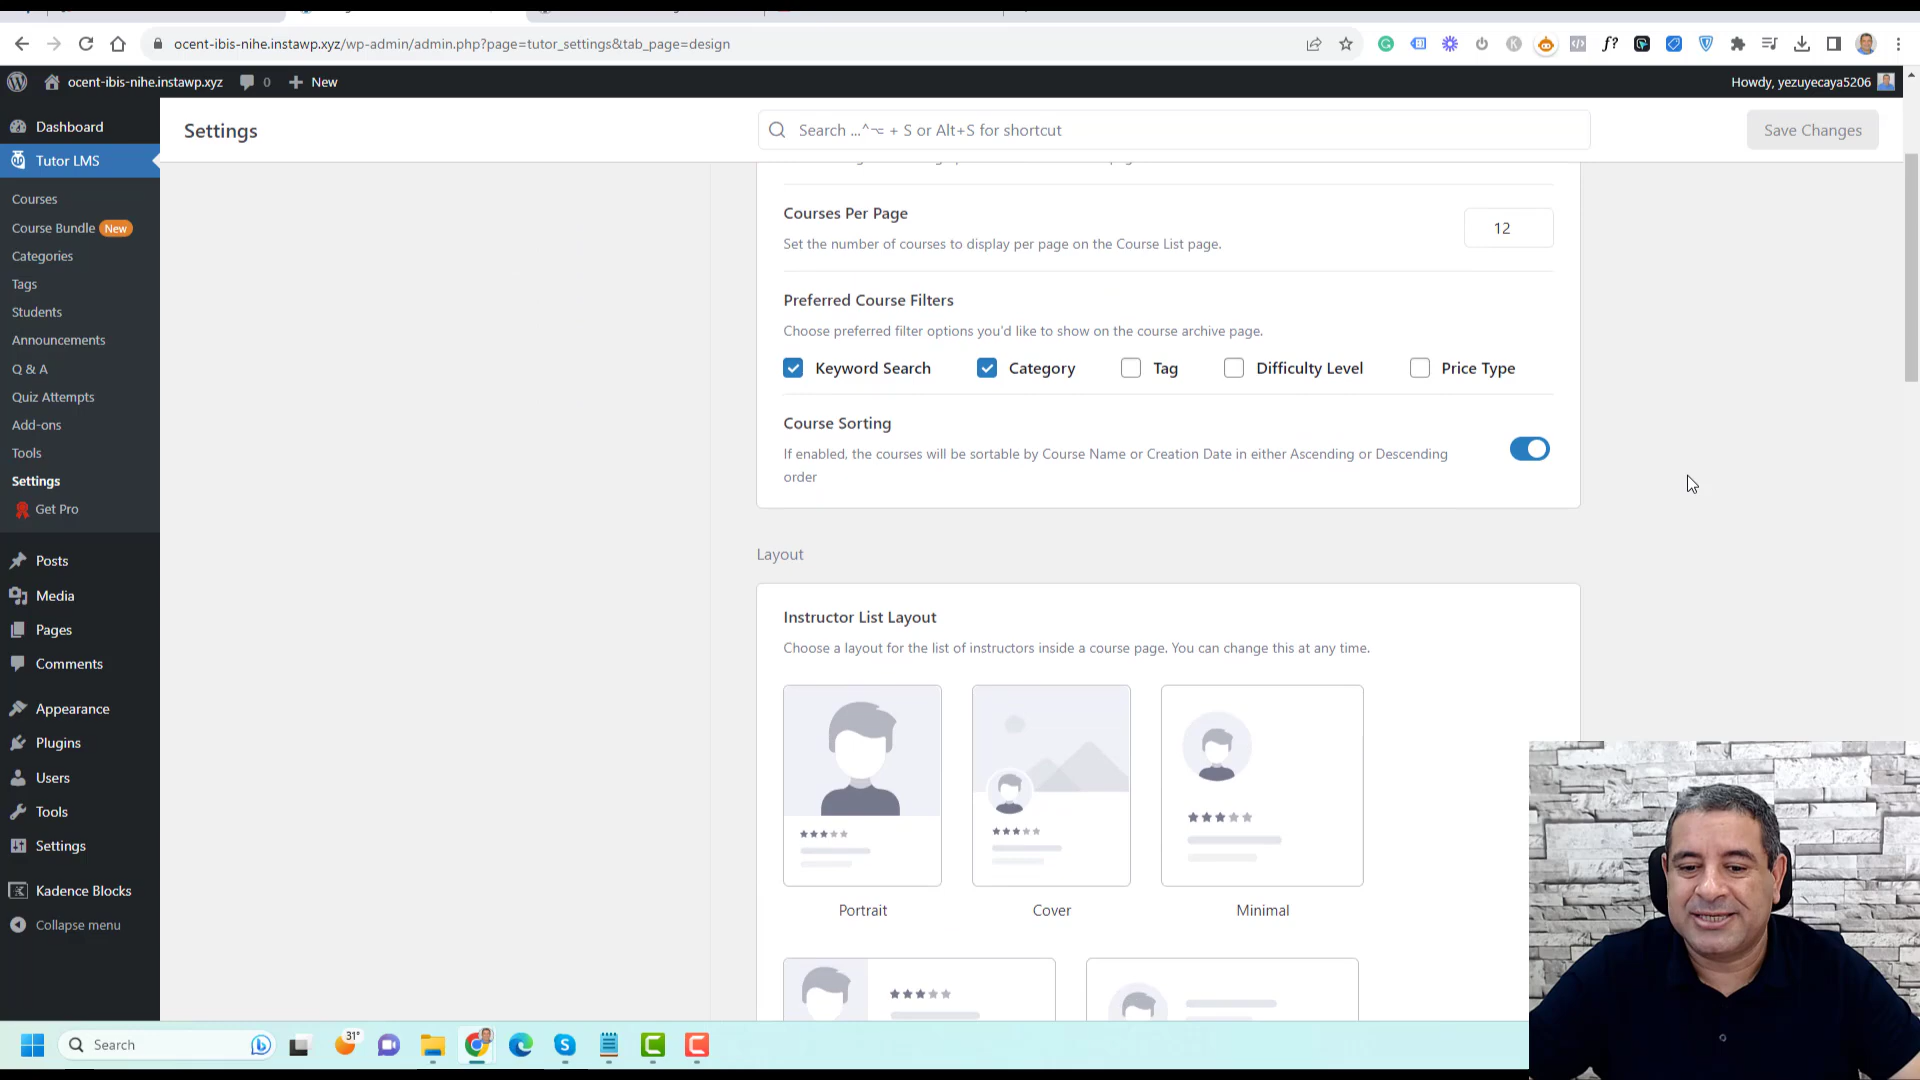 ocent-ibis-nihe.instawp.xyz/wp-admin/admin.php?page=tutor_settings&tab_page=design
f?
ocent-ibis-nihe.instawp.xyz
0
New
Howdy, yezuyecaya5206
Dashboard
Tutor LMS
Courses
Course Bundle New
Categories
Tags
Students
Announcements
Q & A
Quiz Attempts
Add-ons
Tools
Settings
Get Pro
Posts
Media
Pages
Comments
Appearance
Plugins
Users
Tools
Settings
Kadence Blocks
Collapse menu
Settings
Search ...^⌥ + S or Alt+S for shortcut
Save Changes
Courses Per Page
12
Set the number of courses to display per page on the Course List page.
Preferred Course Filters
Choose preferred filter options you'd like to show on the course archive page.
Keyword Search
Category
Tag
Difficulty Level
Price Type
Course Sorting
If enabled, the courses will be sortable by Course Name or Creation Date in either Ascending or Descending
order
Layout
Instructor List Layout
Choose a layout for the list of instructors inside a course page. You can change this at any time.
Portrait
Cover
Minimal
Search
31°